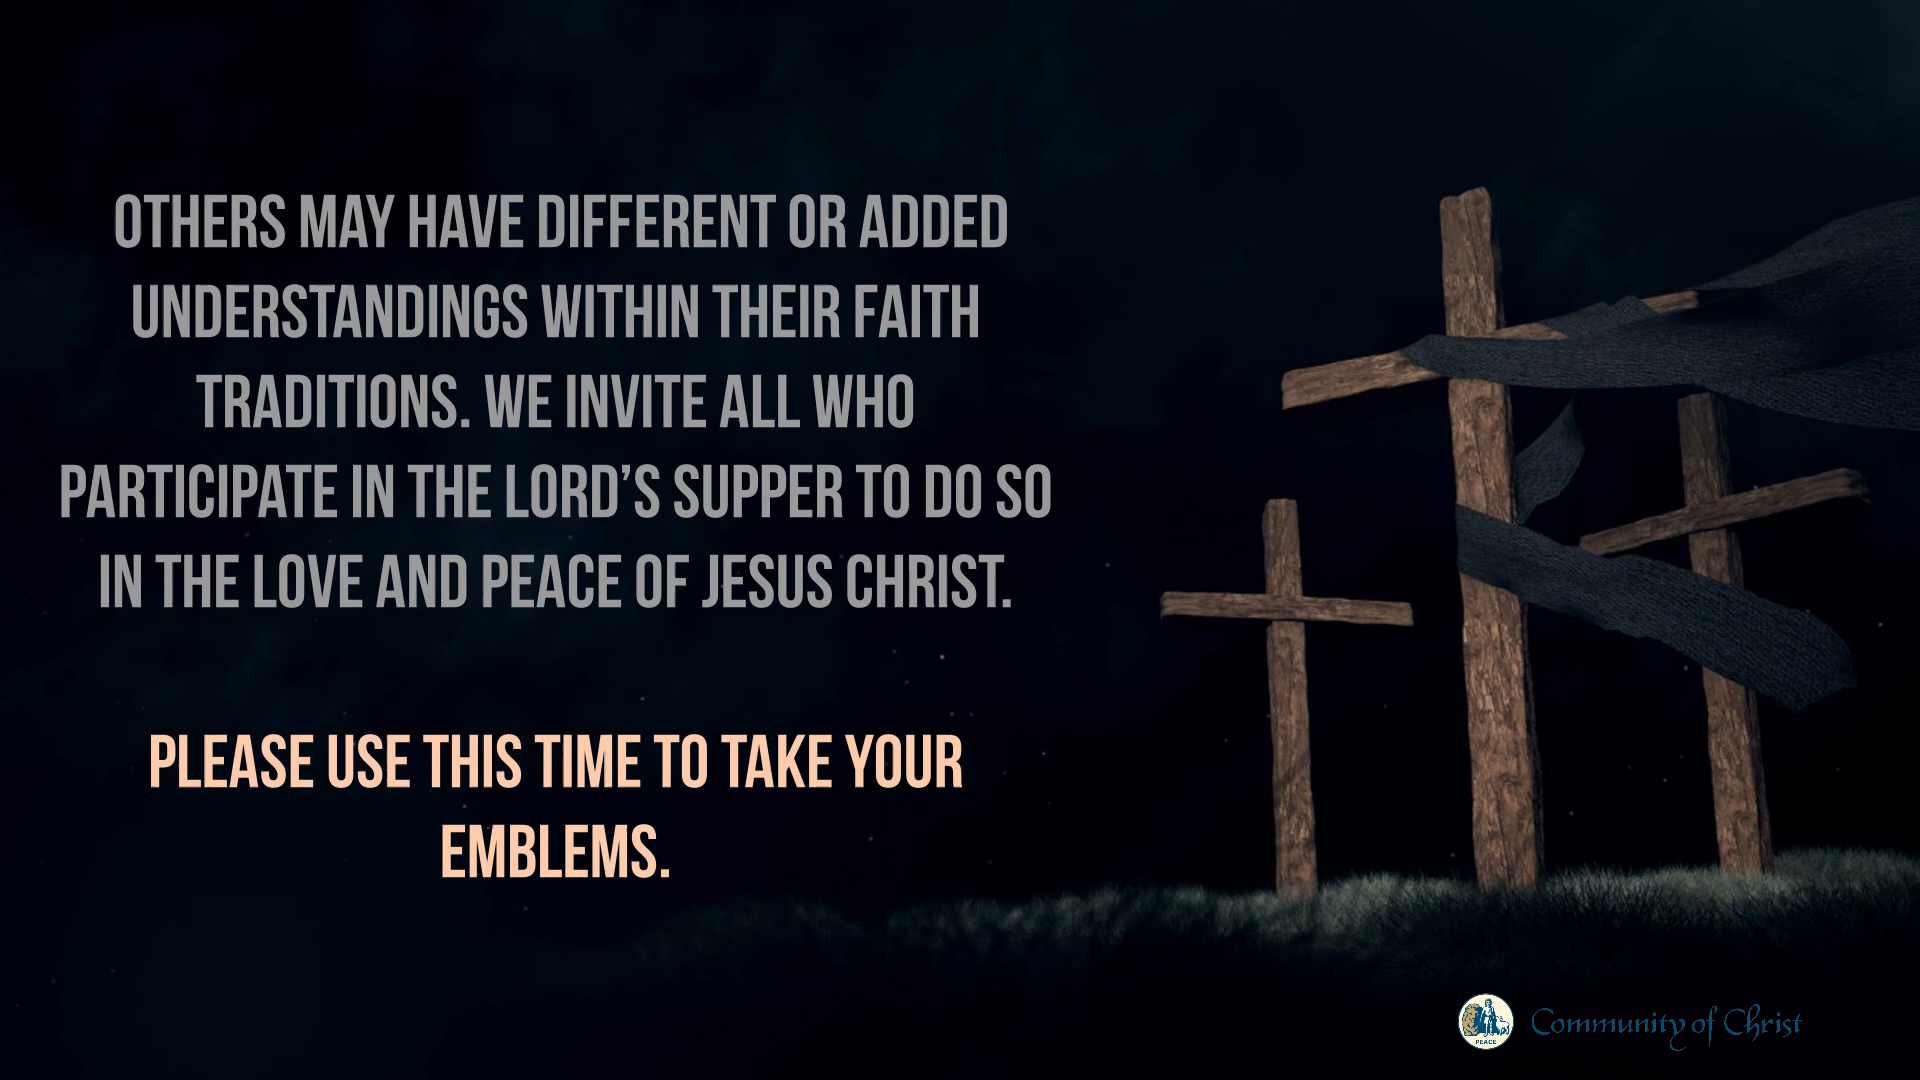 OTHERS MAY HAVE DIFFERENT OR ADDED
UNDERSTANDINGS WITHIN THEIR FAITH
TRADITIONS. WE INVITE ALL WHO
PARTICIPATE IN THE LORD’S SUPPER TO DO SO
IN THE LOVE AND PEACE OF JESUS CHRIST.
PLEASE USE THIS TIME TO TAKE YOUR
EMBLEMS.
PEACE
Community of Christ